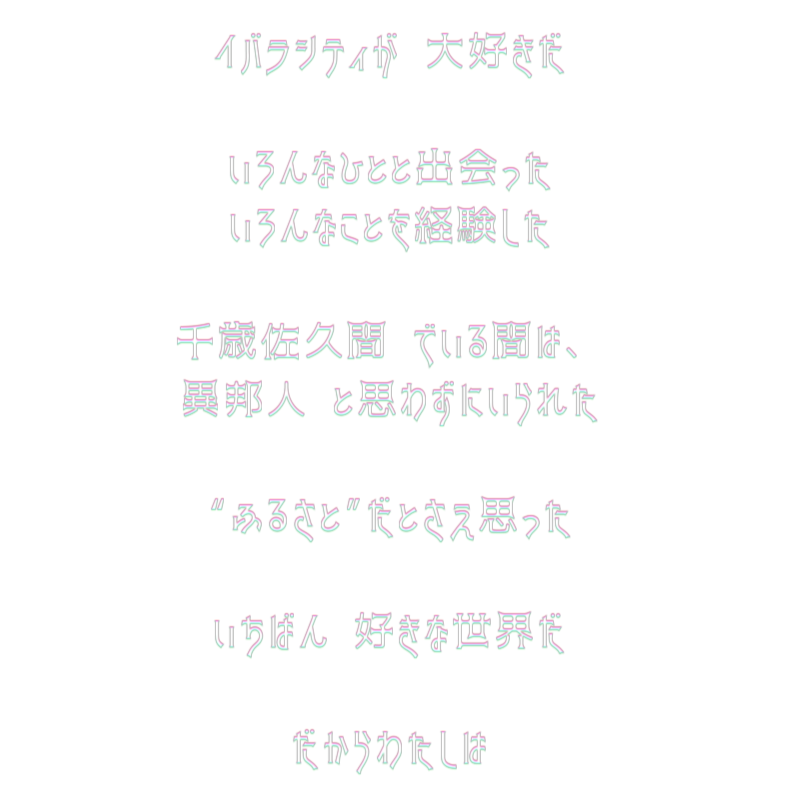 イバラシティが 大好きだ
いろんなひとと出会った
いろんなことを経験した
千歳佐久間 でいる間は、
異邦人 と思わずにいられた
“ふるさと”だとさえ思った
いちばん 好きな世界だ
だからわたしは